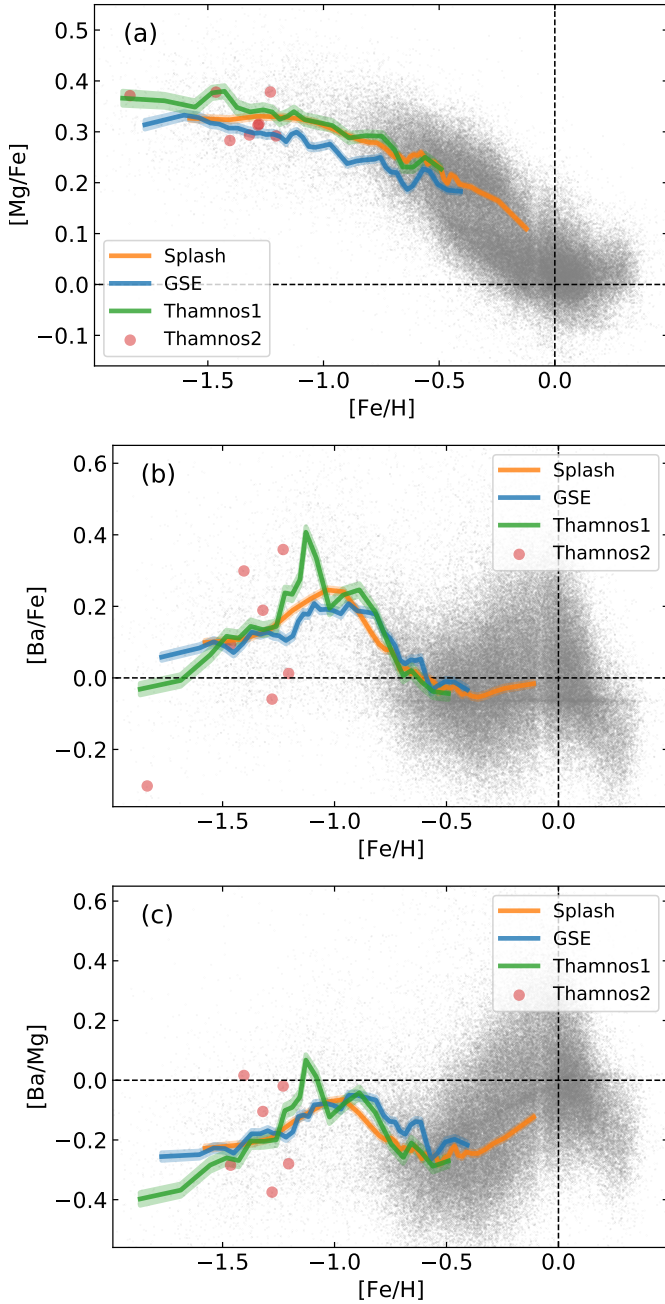 (a)
0.5
0.4
0.3
0.2
0.1
0.0
−0.1
[Mg/Fe]
Splash
GSE
Thamnos1
Thamnos2
−1.5 −1.0 −0.5 0.0
[Fe/H]
(b)
0.6
0.4
0.2
0.0
−0.2
[Ba/Fe]
Splash
GSE
Thamnos1
Thamnos2
−1.5 −1.0 −0.5 0.0
[Fe/H]
(c)
0.6
0.4
0.2
0.0
−0.2
−0.4
[Ba/Mg]
Splash
GSE
Thamnos1
Thamnos2
−1.5 −1.0 −0.5 0.0
[Fe/H]